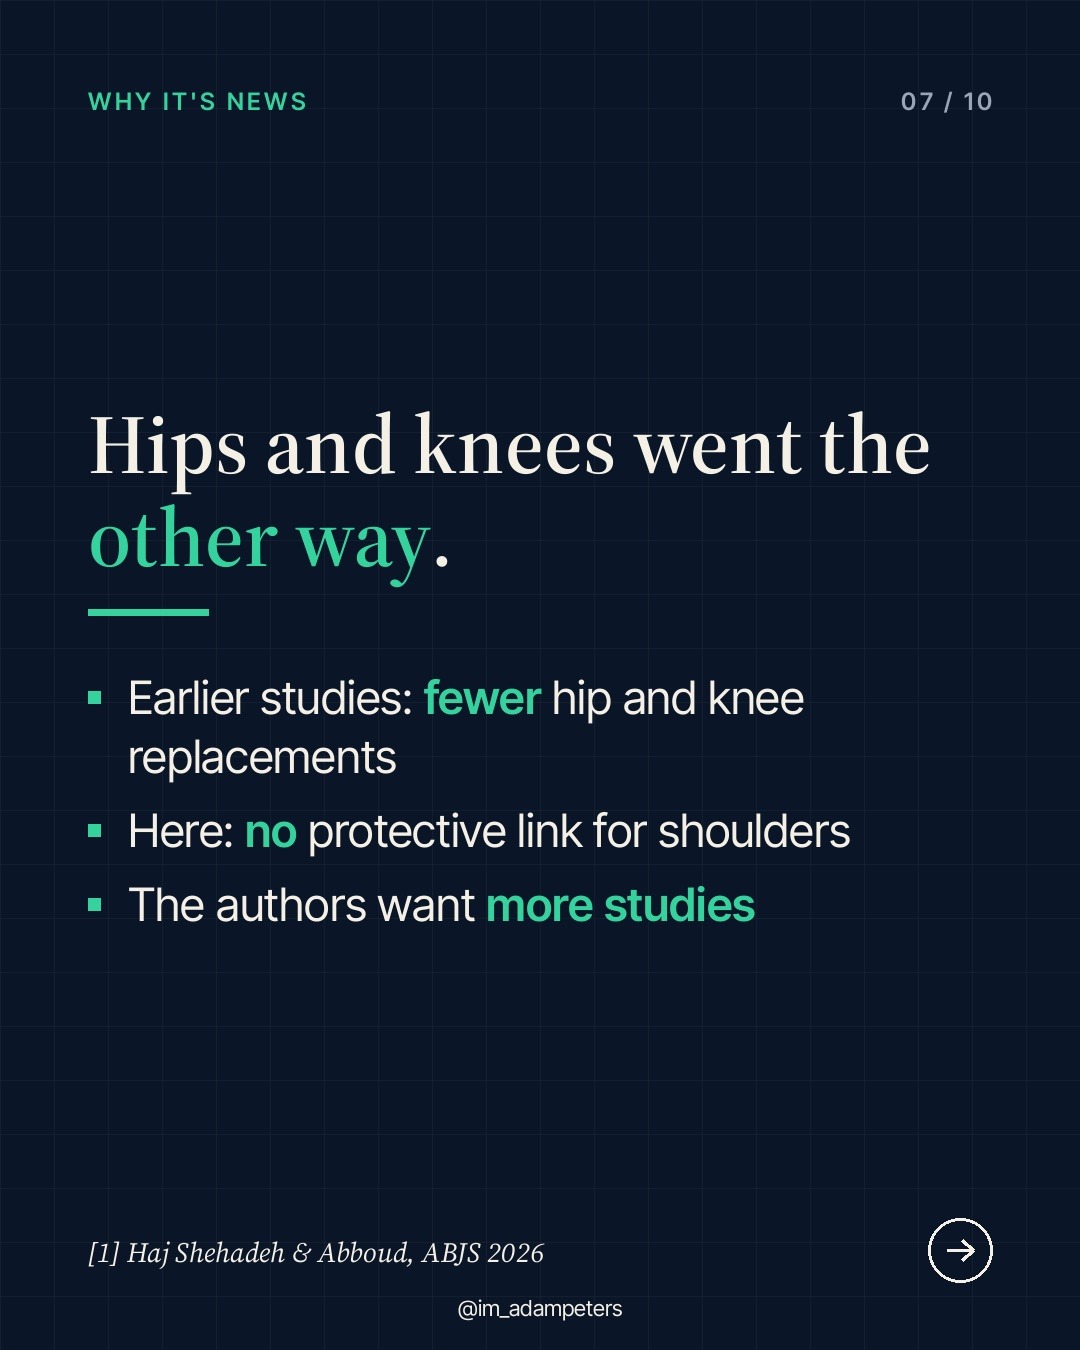 WHY IT'S NEWS
07 / 10
Hips and knees went the
other way.
Earlier studies: fewer hip and knee
replacements
Here: no protective link for shoulders
The authors want more studies
[1] Haj Shehadeh & Abboud, ABJS 2026
@im_adampeters